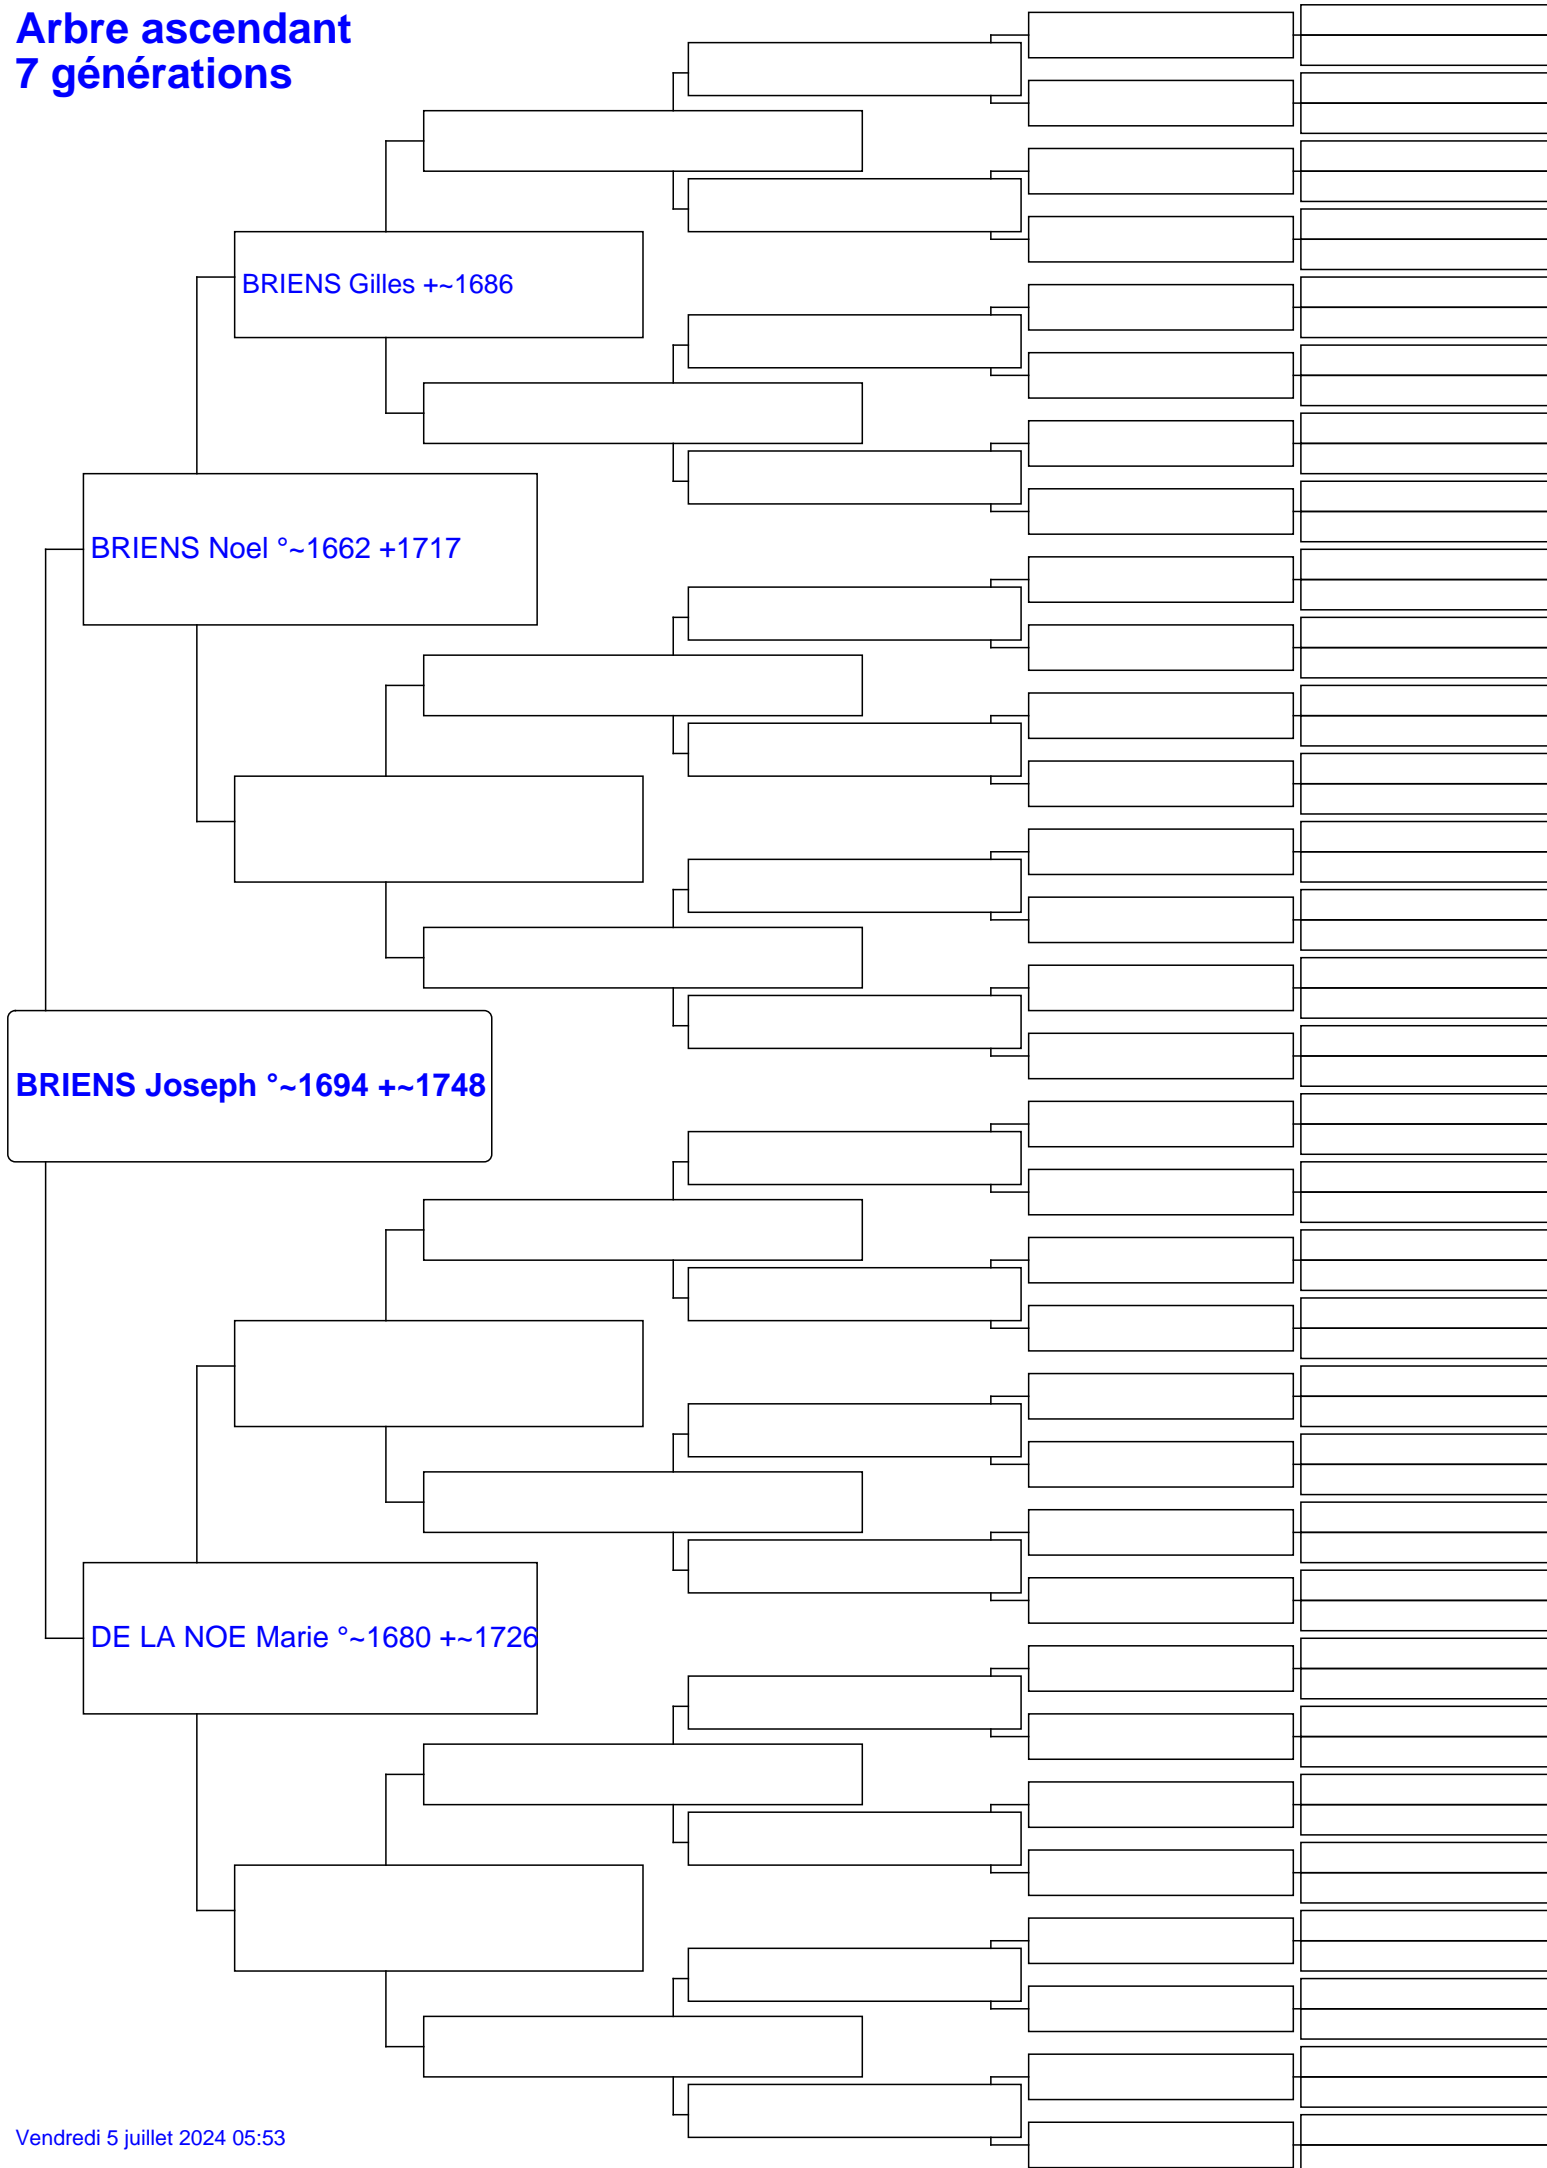 Arbre ascendant
7 générations
BRIENS Gilles +~1686
BRIENS Noel °~1662 +1717
BRIENS Joseph °~1694 +~1748
DE LA NOE Marie °~1680 +~1726
Vendredi 5 juillet 2024 05:53